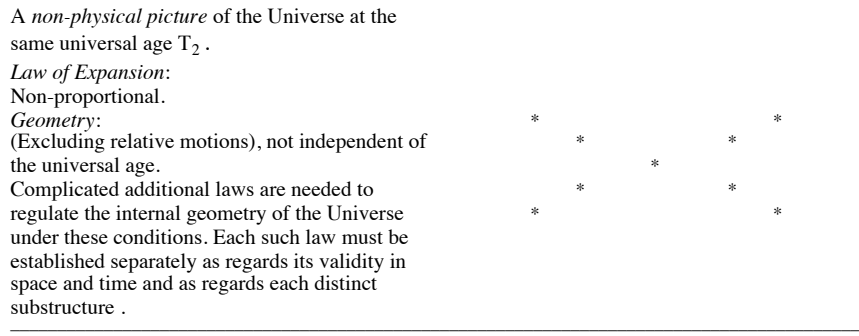 A non-physical picture of the Universe at the
same universal age T₂ .
Law of Expansion:
Non-proportional.
Geometry: * *
(Excluding relative motions), not independent of * *
the universal age. *
Complicated additional laws are needed to * *
regulate the internal geometry of the Universe * *
under these conditions. Each such law must be
established separately as regards its validity in
space and time and as regards each distinct
substructure .